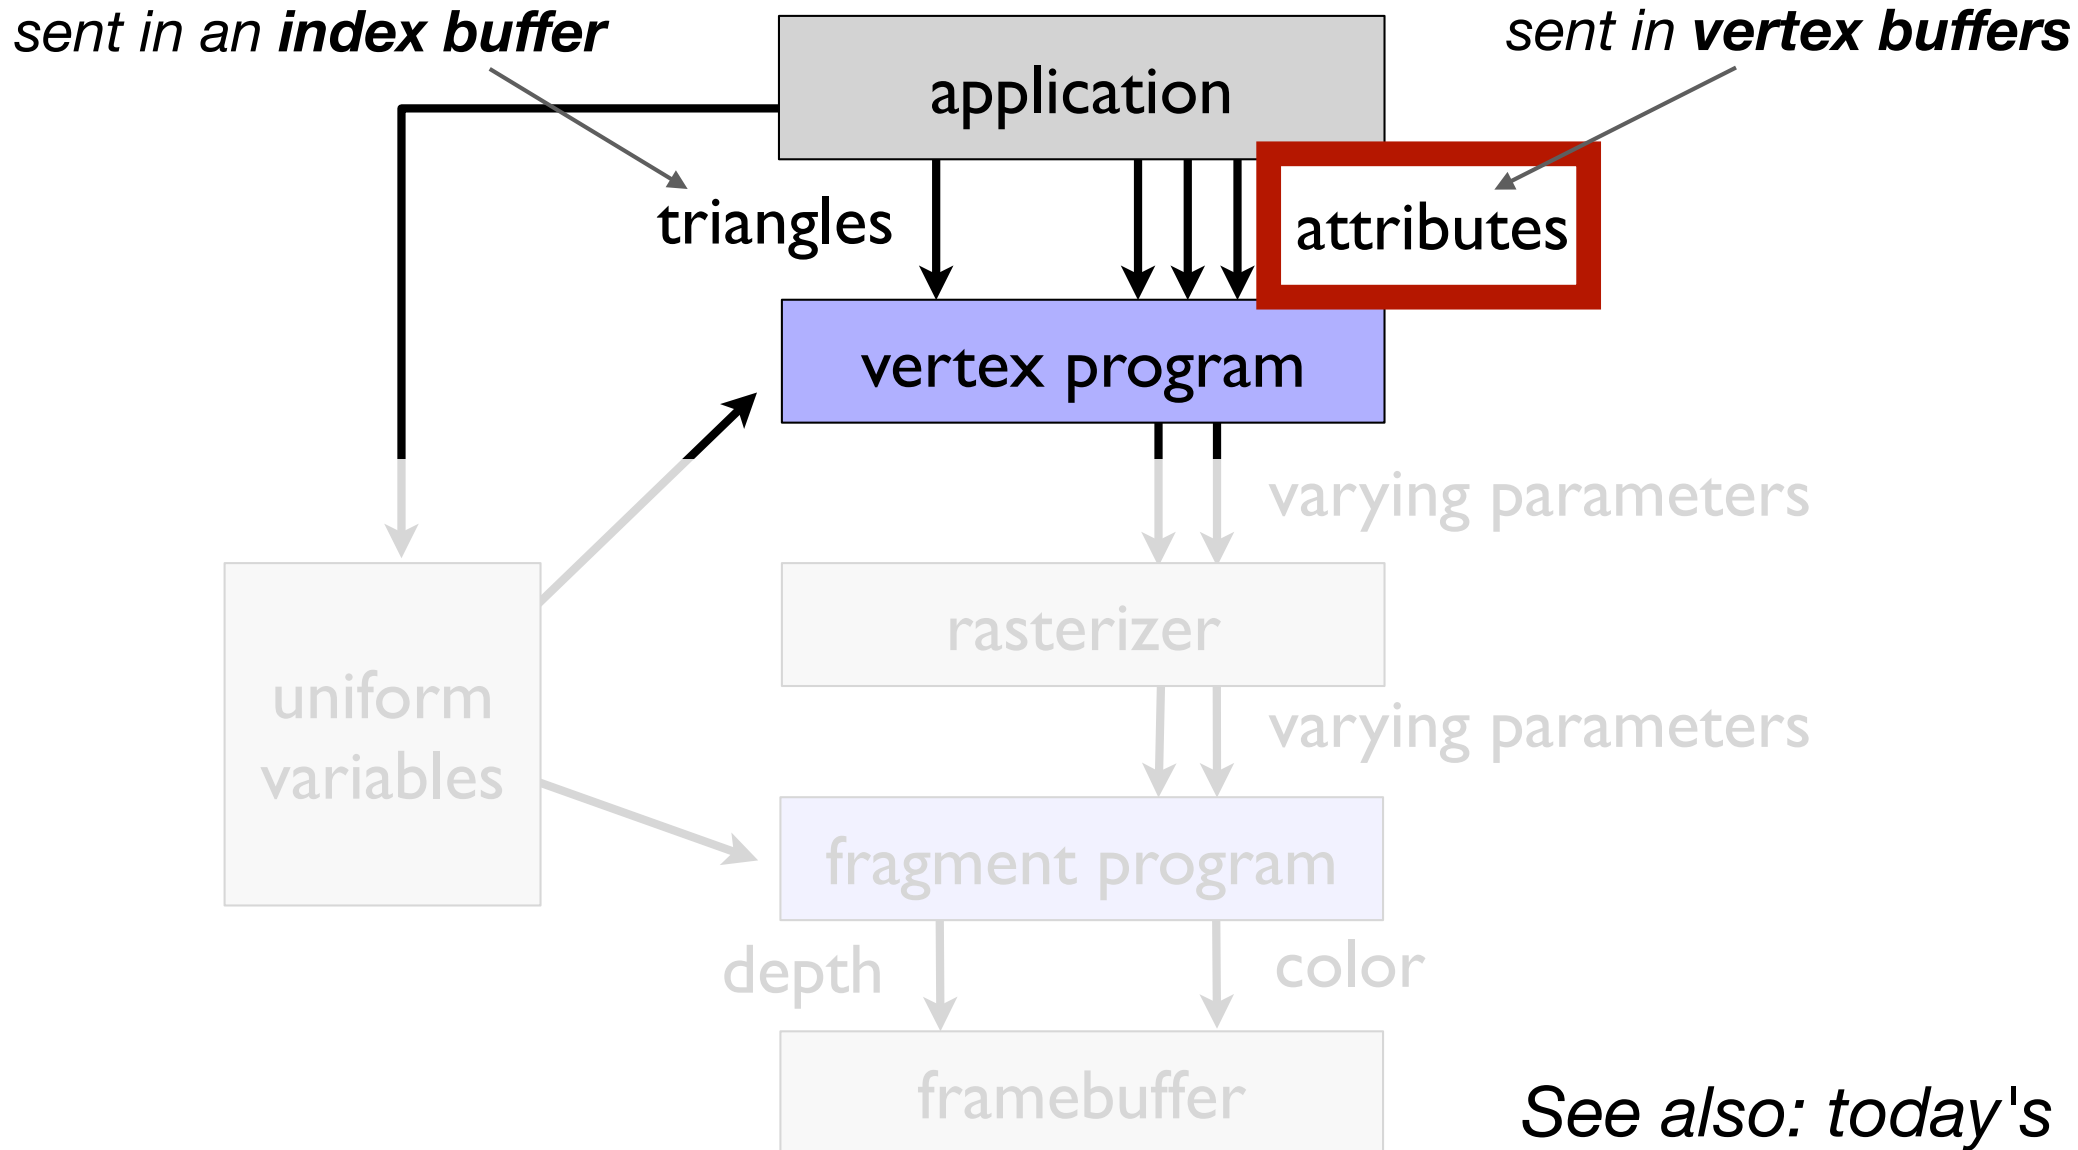 sent in an index buffer
sent in vertex buffers
application
triangles
attributes
vertex program
varying parameters
rasterizer
uniform
variables
varying parameters
fragment program
depth
color
framebuffer
See also: today's